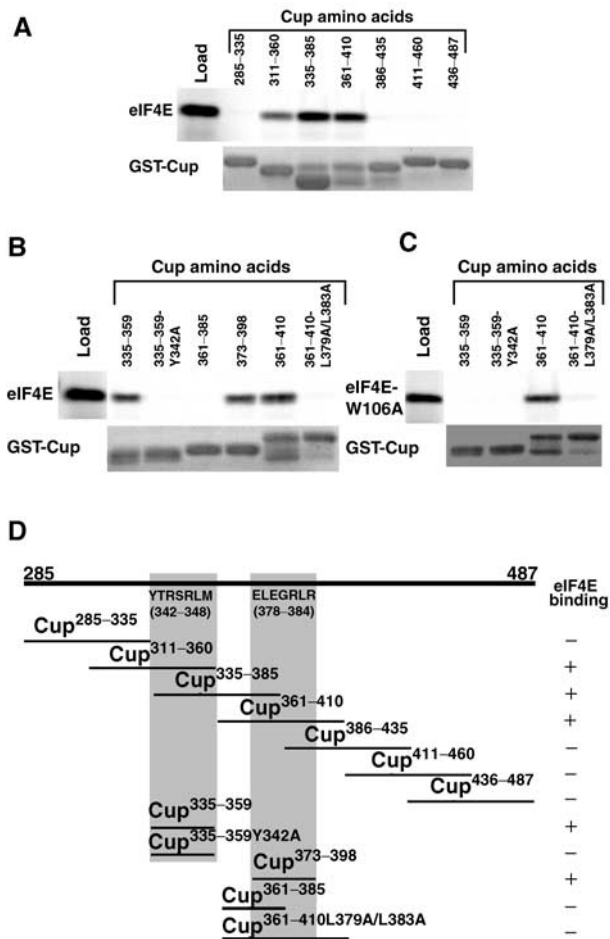 A
Cup amino acids
Load
285–335
311–360
335–385
361–410
386–435
411–460
436–487
eIF4E
GST-Cup
B
Cup amino acids
Load
335–359
335–359-
Y342A
361–385
373–398
361–410
361–410-
L379A/L383A
eIF4E
GST-Cup
C
Cup amino acids
Load
335–359
335–359-
Y342A
361–410
361–410-
L379A/L383A
eIF4E-
W106A
GST-Cup
D
285
487
eIF4E
binding
YTRSRLM
(342–348)
ELEGRLR
(378–384)
Cup285–335 –
Cup311–360 +
Cup335–385 +
Cup361–410 +
Cup386–435 –
Cup411–460 –
Cup436–487 –
Cup335–359 +
Cup335–359Y342A –
Cup373–398 +
Cup361–385 –
Cup361–410L379A/L383A –